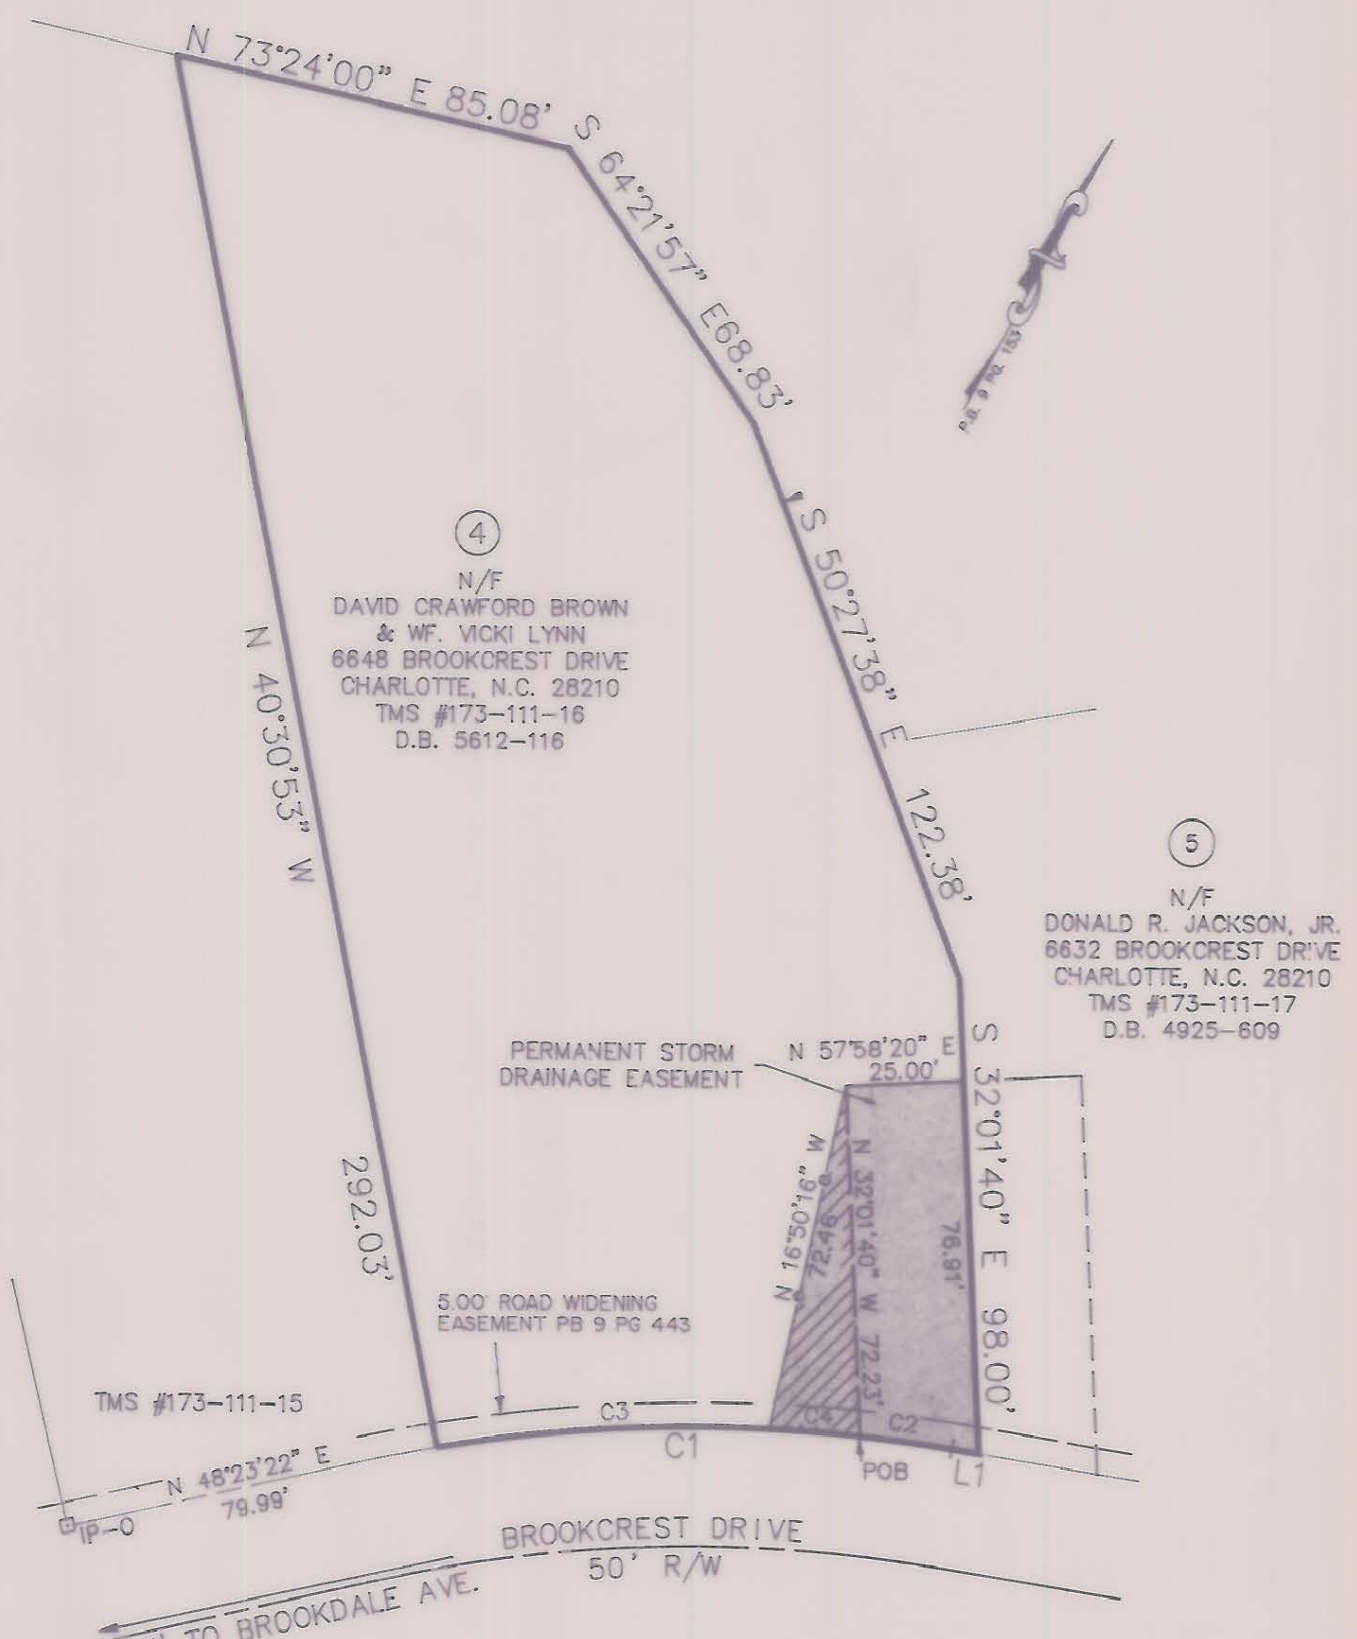 N 73°24'00" E 85.08'
S 64°21'57" E 68.83'
P.B. 9 PG. 153
S 50°27'38" E 122.38'
4
N/F
DAVID CRAWFORD BROWN
& WF. VICKI LYNN
6648 BROOKCREST DRIVE
CHARLOTTE, N.C. 28210
TMS #173-111-16
D.B. 5612-116
N 40°30'53" W 292.03'
5
N/F
DONALD R. JACKSON, JR.
6632 BROOKCREST DRIVE
CHARLOTTE, N.C. 28210
TMS #173-111-17
D.B. 4925-609
PERMANENT STORM
DRAINAGE EASEMENT
N 57°58'20" E
25.00'
S 32°01'40" E 98.00'
N 16°50'16" W
72.46'
N 32°01'40" W 72.23'
76.91'
5.00' ROAD WIDENING
EASEMENT PB 9 PG 443
TMS #173-111-15
C3
C4
C2
C1
POB
L1
N 48°23'22" E
79.99'
IP-O
BROOKCREST DRIVE
50' R/W
TO BROOKDALE AVE.